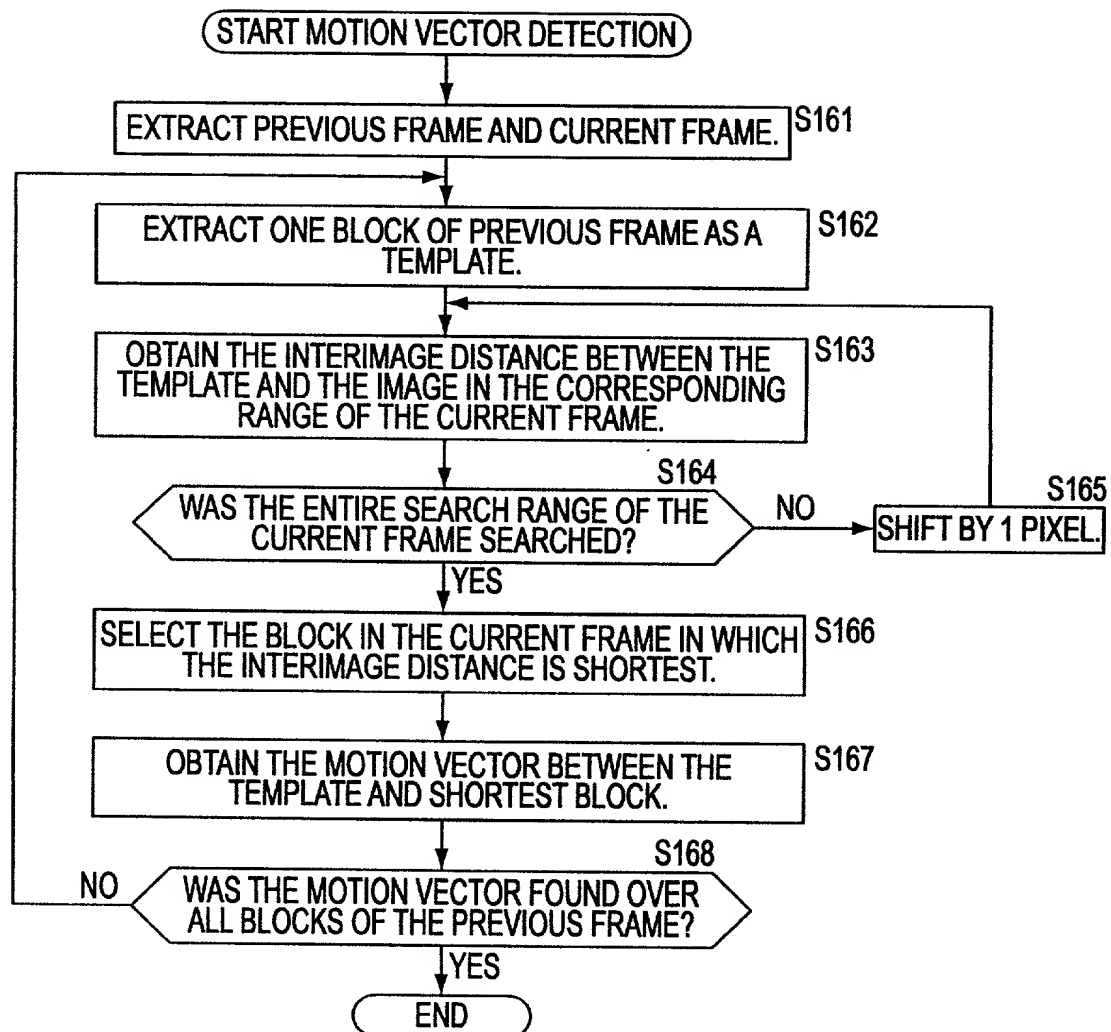 START MOTION VECTOR DETECTION
EXTRACT PREVIOUS FRAME AND CURRENT FRAME.
S161
EXTRACT ONE BLOCK OF PREVIOUS FRAME AS A
TEMPLATE.
S162
OBTAIN THE INTERIMAGE DISTANCE BETWEEN THE
TEMPLATE AND THE IMAGE IN THE CORRESPONDING
RANGE OF THE CURRENT FRAME.
S163
S164
WAS THE ENTIRE SEARCH RANGE OF THE
CURRENT FRAME SEARCHED?
NO
S165
SHIFT BY 1 PIXEL.
YES
SELECT THE BLOCK IN THE CURRENT FRAME IN WHICH
THE INTERIMAGE DISTANCE IS SHORTEST.
S166
OBTAIN THE MOTION VECTOR BETWEEN THE
TEMPLATE AND SHORTEST BLOCK.
S167
S168
NO
WAS THE MOTION VECTOR FOUND OVER
ALL BLOCKS OF THE PREVIOUS FRAME?
YES
END